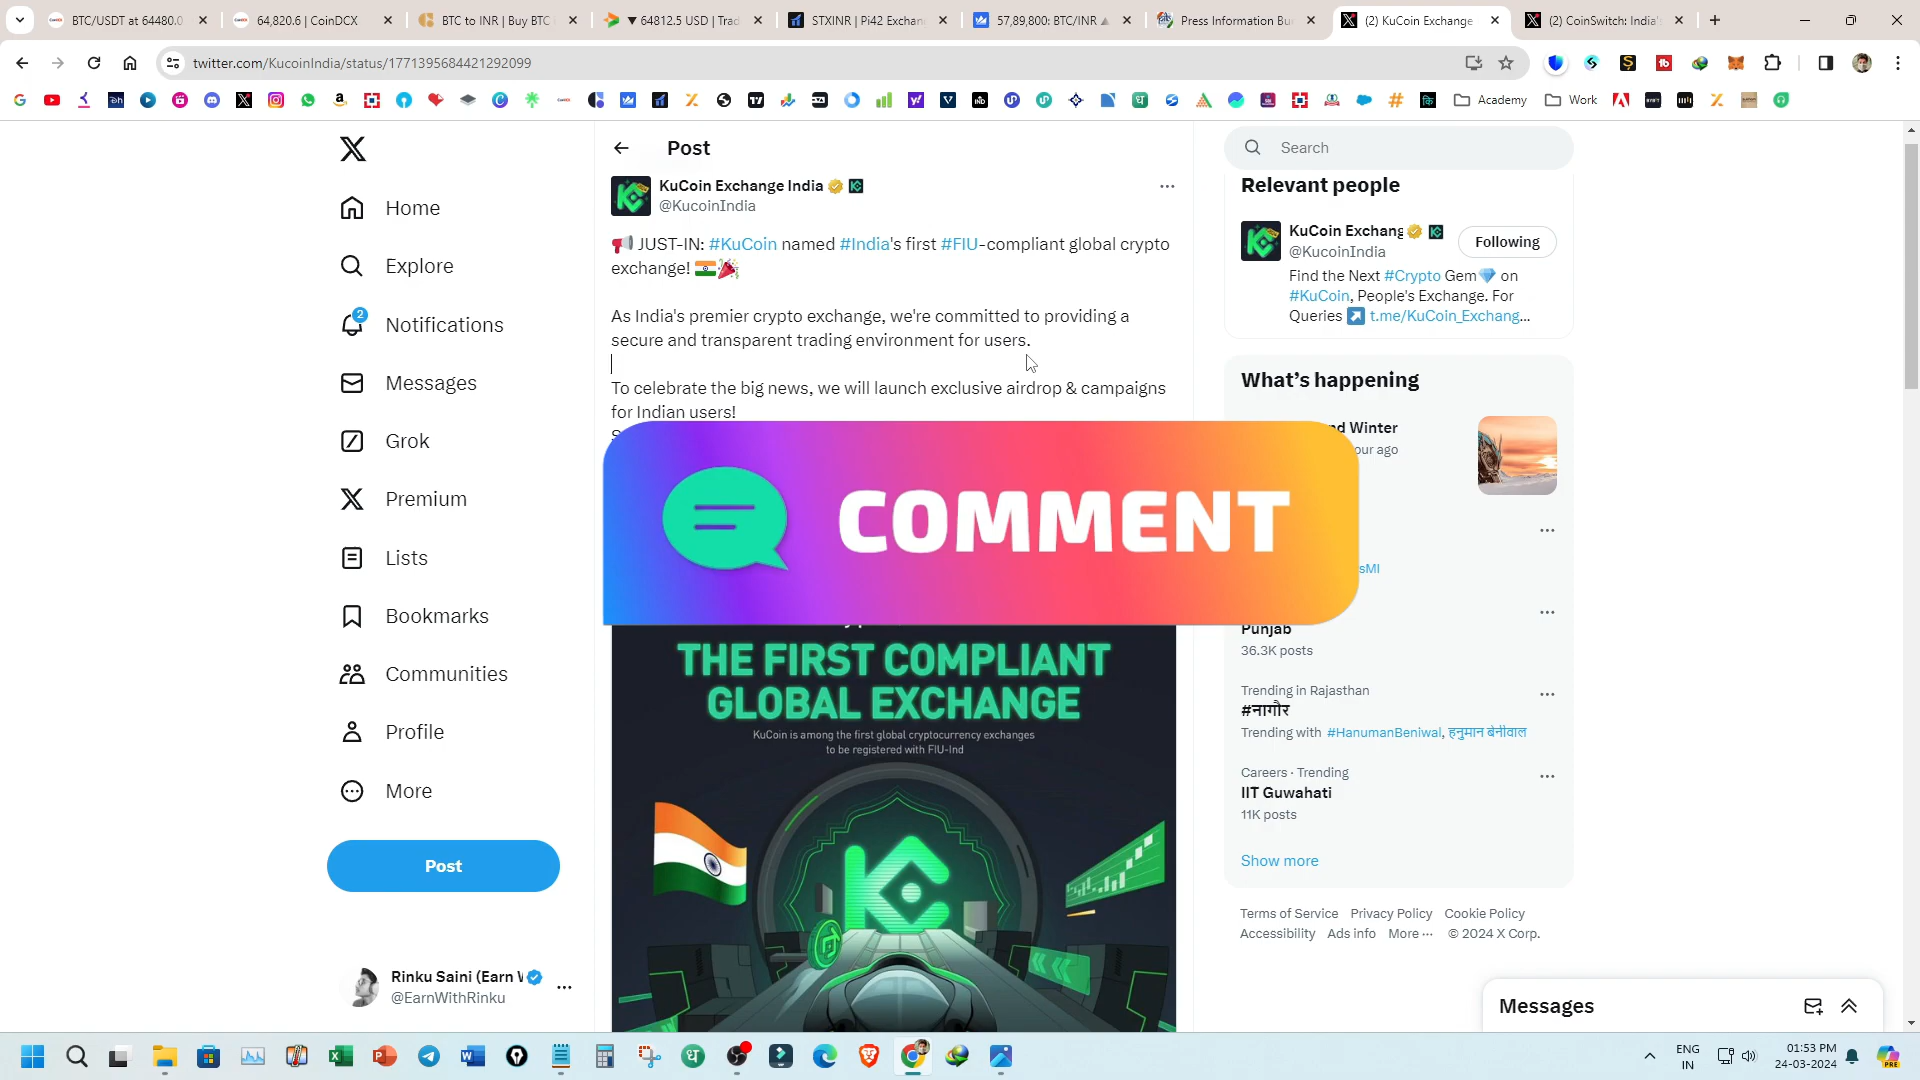 BTC/USDT at 64480.0
64,820.6 | CoinDCX
BTC to INR | Buy BTC
▼ 64812.5 USD | Trad
STXINR | Pi42 Exchan
57,89,800: BTC/INR
Press Information Bu
(2) KuCoin Exchange
(2) CoinSwitch: India's
twitter.com/KucoinIndia/status/1771395684421292099
Academy
Work
Post
Search
Home
Explore
2
Notifications
Messages
Grok
Premium
Lists
Bookmarks
Communities
Profile
More
Post
Rinku Saini (Earn W
@EarnWithRinku
KuCoin Exchange India
@KucoinIndia
JUST-IN: #KuCoin named #India's first #FIU-compliant global crypto
exchange!
As India's premier crypto exchange, we're committed to providing a
secure and transparent trading environment for users.
To celebrate the big news, we will launch exclusive airdrop & campaigns
for Indian users!
COMMENT
THE FIRST COMPLIANT
GLOBAL EXCHANGE
KuCoin is among the first global cryptocurrency exchanges
to be registered with FIU-Ind
Relevant people
KuCoin Exchang
@KucoinIndia
Following
Find the Next #Crypto Gem on
#KuCoin, People's Exchange. For
Queries t.me/KuCoin_Exchang...
What's happening
nd Winter
our ago
sMI
Punjab
36.3K posts
Trending in Rajasthan
#नागौर
Trending with #HanumanBeniwal, हनुमान बेनीवाल
Careers · Trending
IIT Guwahati
11K posts
Show more
Terms of Service Privacy Policy Cookie Policy
Accessibility Ads info More ··· © 2024 X Corp.
Messages
ENG
IN
01:53 PM
24-03-2024